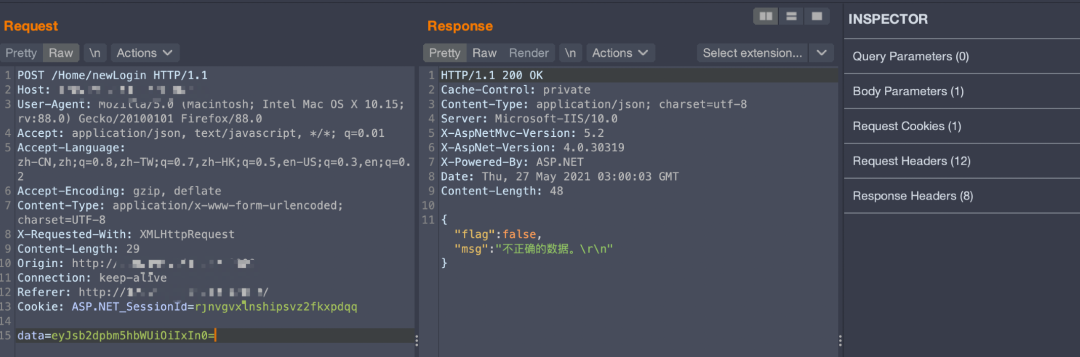 Request
Pretty Raw \n Actions
1 POST /Home/newLogin HTTP/1.1
2 Host:
3 User-Agent: Mozilla/5.0 (Macintosh; Intel Mac OS X 10.15;
rv:88.0) Gecko/20100101 Firefox/88.0
4 Accept: application/json, text/javascript, */*; q=0.01
5 Accept-Language:
zh-CN,zh;q=0.8,zh-TW;q=0.7,zh-HK;q=0.5,en-US;q=0.3,en;q=0.
2
6 Accept-Encoding: gzip, deflate
7 Content-Type: application/x-www-form-urlencoded;
charset=UTF-8
8 X-Requested-With: XMLHttpRequest
9 Content-Length: 29
10 Origin: http://
11 Connection: keep-alive
12 Referer: http:// /
13 Cookie: ASP.NET_SessionId=rjnvgvxlnshipsvz2fkxpdqq
14
15 data=eyJsb2dpbm5hbWUiOiIxIn0=
Response
Pretty Raw Render \n Actions Select extension...
1 HTTP/1.1 200 OK
2 Cache-Control: private
3 Content-Type: application/json; charset=utf-8
4 Server: Microsoft-IIS/10.0
5 X-AspNetMvc-Version: 5.2
6 X-AspNet-Version: 4.0.30319
7 X-Powered-By: ASP.NET
8 Date: Thu, 27 May 2021 03:00:03 GMT
9 Content-Length: 48
10
11 {
"flag":false,
"msg":"不正确的数据。\r\n"
}
INSPECTOR
Query Parameters (0)
Body Parameters (1)
Request Cookies (1)
Request Headers (12)
Response Headers (8)